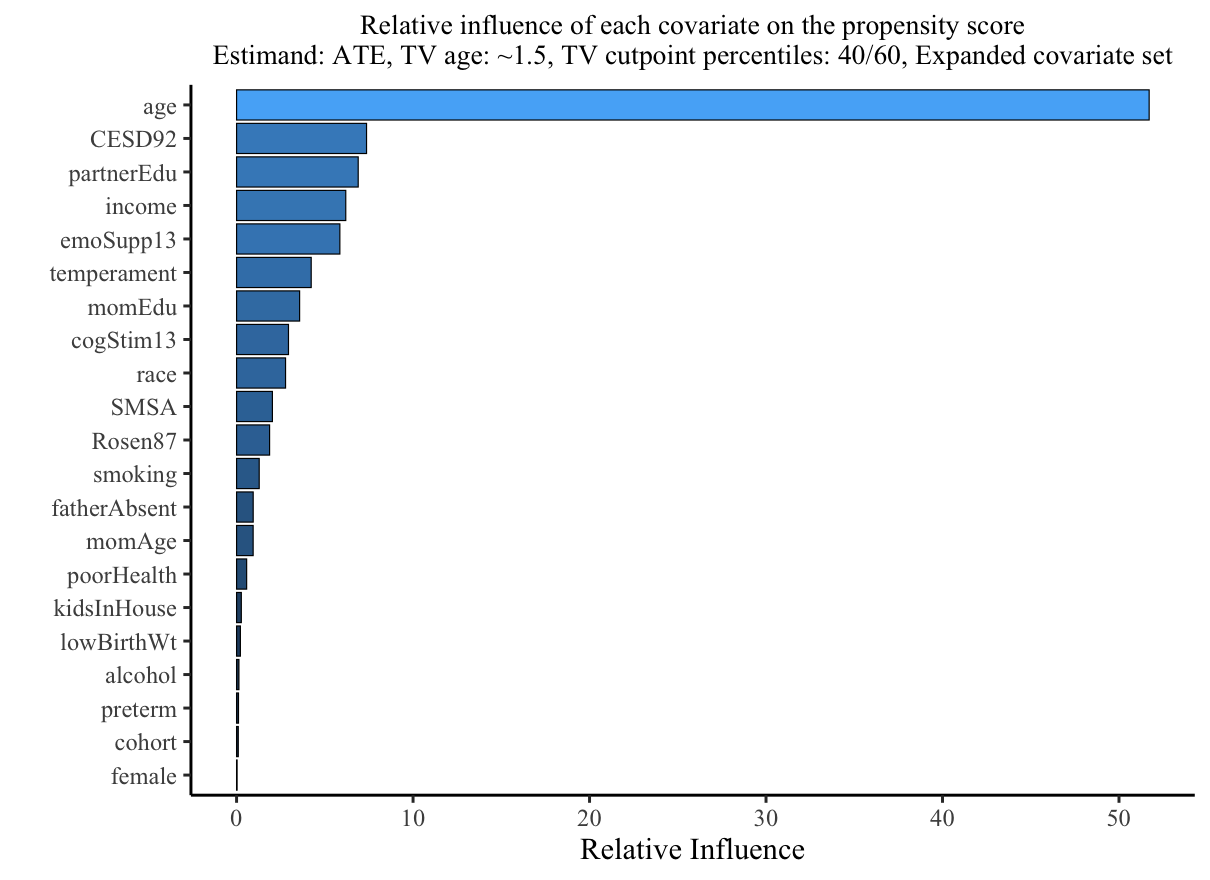 Relative influence of each covariate on the propensity score
Estimand: ATE, TV age: ~1.5, TV cutpoint percentiles: 40/60, Expanded covariate set
age
CESD92
partnerEdu
income
emoSupp13
temperament
momEdu
cogStim13
race
SMSA
Rosen87
smoking
fatherAbsent
momAge
poorHealth
kidsInHouse
lowBirthWt
alcohol
preterm
cohort
female
0 10 20 30 40 50
Relative Influence